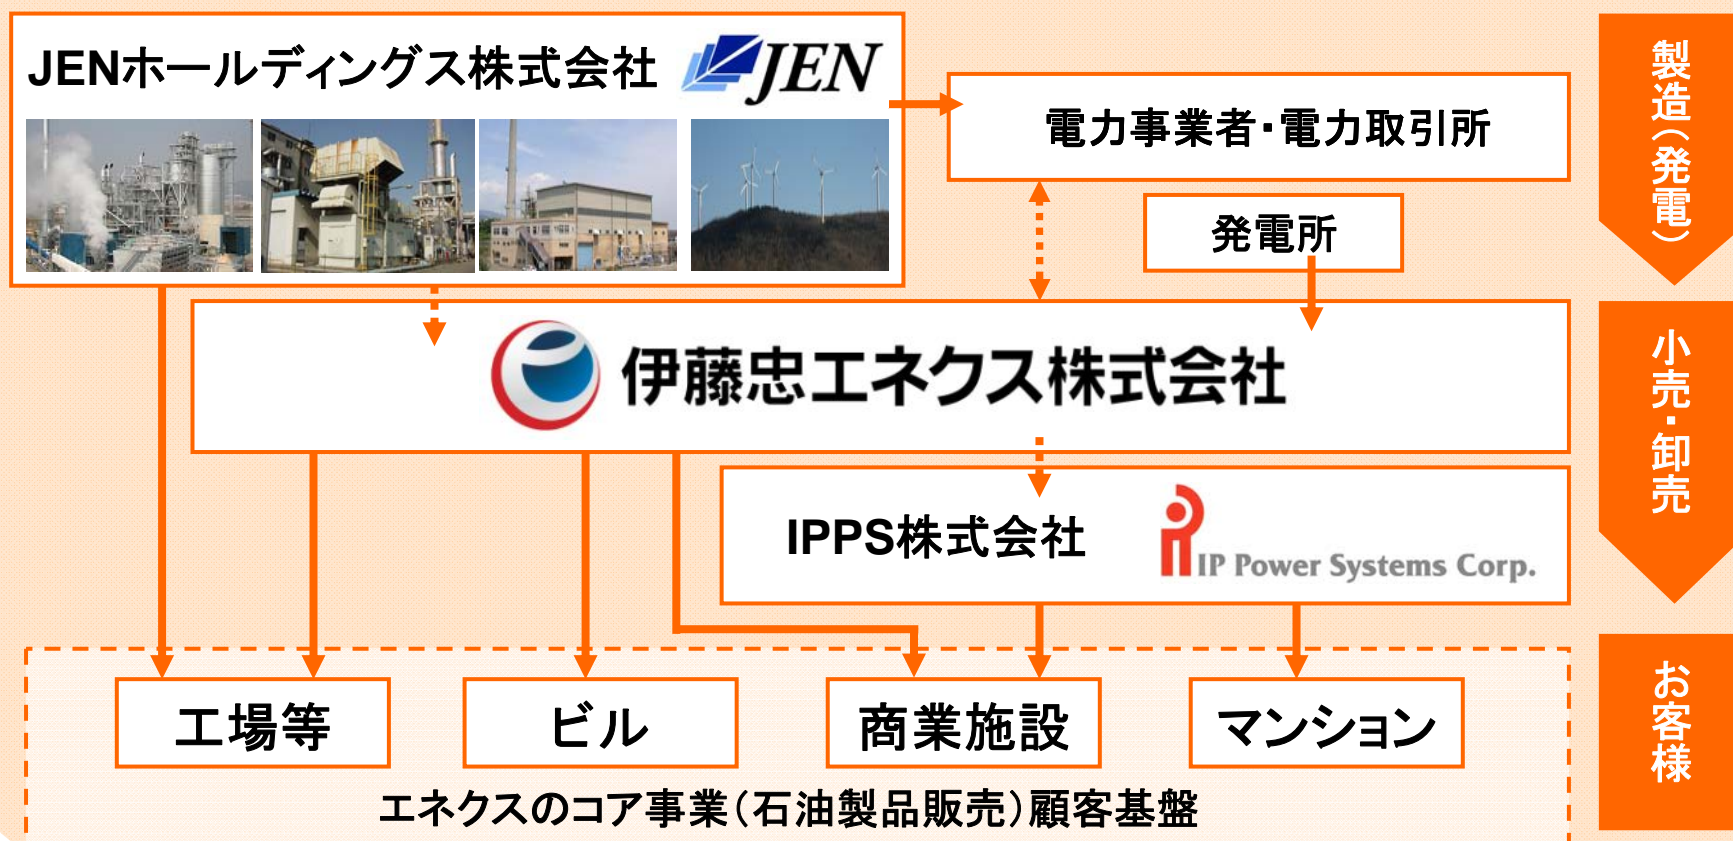 JENホールディングス株式会社
JEN
電力事業者・電力取引所
発電所
伊藤忠エネクス株式会社
IPPS株式会社
IP Power Systems Corp.
工場等
ビル
商業施設
マンション
エネクスのコア事業（石油製品販売）顧客基盤
製造（発電）
小売・卸売
お客様